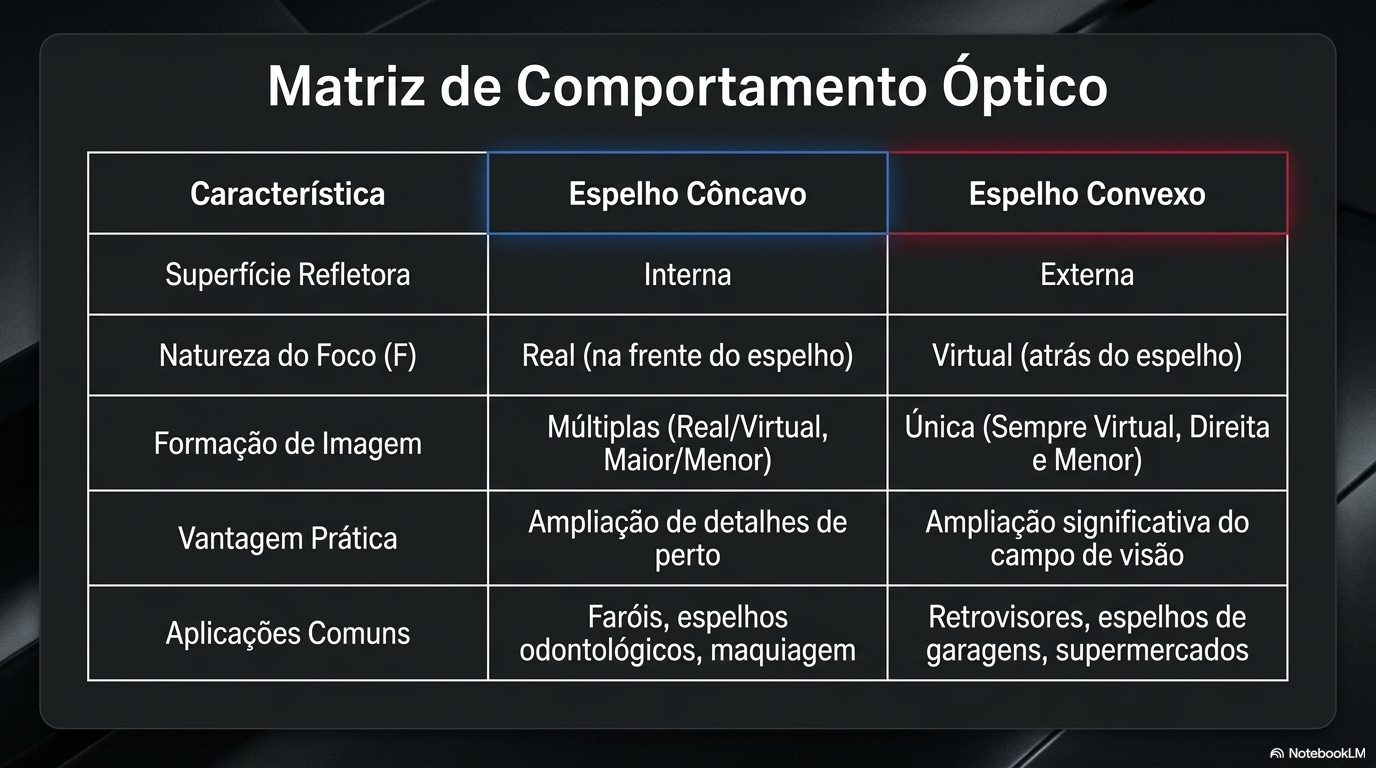 Matriz de Comportamento Óptico
Característica
Espelho Côncavo
Espelho Convexo
Superfície Refletora
Interna
Externa
Natureza do Foco (F)
Real (na frente do espelho)
Virtual (atrás do espelho)
Formação de Imagem
Múltiplas (Real/Virtual,
Maior/Menor)
Única (Sempre Virtual, Direita
e Menor)
Vantagem Prática
Ampliação de detalhes de
perto
Ampliação significativa do
campo de visão
Aplicações Comuns
Faróis, espelhos
odontológicos, maquiagem
Retrovisores, espelhos de
garagens, supermercados
NotebookLM